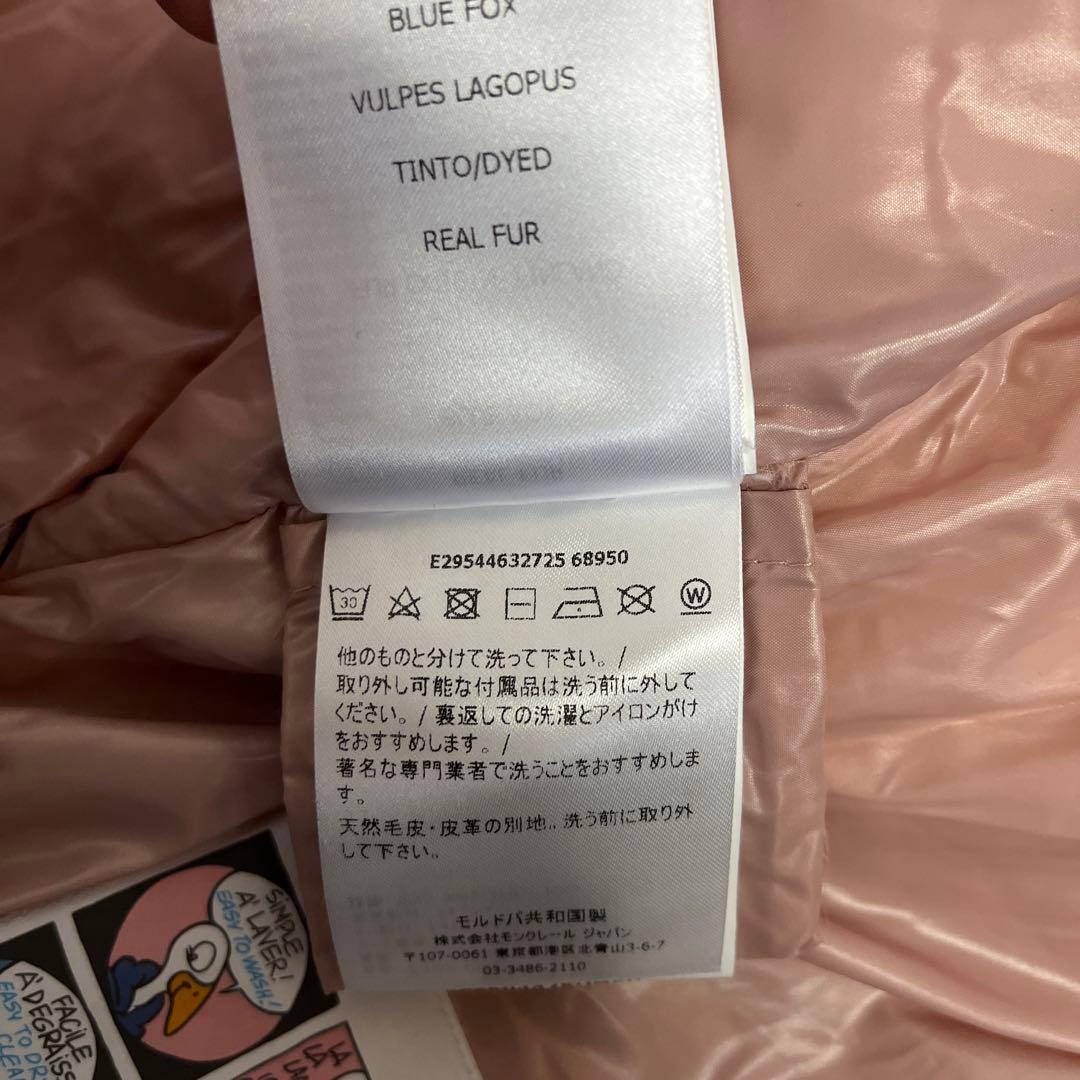 BLUE FOX
VULPES LAGOPUS
TINTO/DYED
REAL FUR
E29544632725 68950
30
W
他のものと分けて洗って下さい。/
取り外し可能な付属品は洗う前に外して
ください。/ 裏返しての洗濯とアイロンがけ
をおすすめします。/
著名な専門業者で洗うことをおすすめしま
す。
天然毛皮・皮革の別地..洗う前に取り外
して下さい。
モルドバ共和国製
株式会社モンクレール ジャパン
〒107-0061 東京都港区北青山3-6-7
03-3486-2110
SIMPLE
A' LAVER!
EASY TO WASH!
FACILE
A' DEGRAISS
EASY TO DR
CLEA
LA
LA
LA